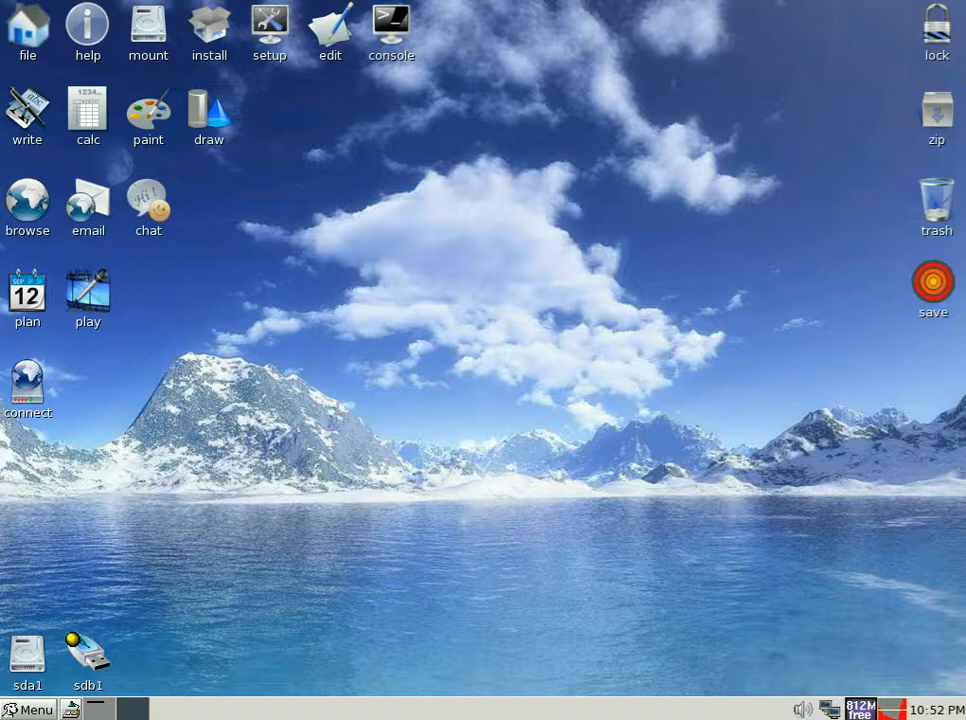 file help mount install setup edit console lock
write calc paint draw zip
browse email chat trash
plan play save
connect
sda1 sdb1
Menu 812M free 10:52 PM